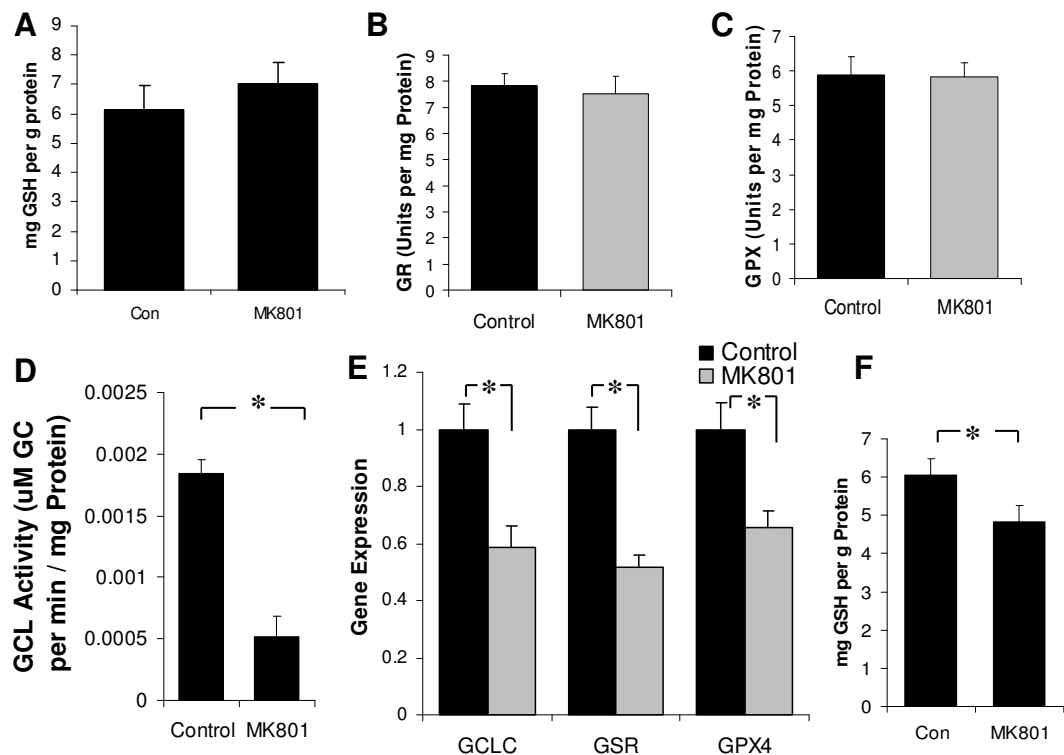 A
mg GSH per g protein
9
8
7
6
5
4
3
2
1
0
Con MK801
B
GR (Units per mg Protein)
9
8
7
6
5
4
3
2
1
0
Control MK801
C
GPX (Units per mg Protein)
7
6
5
4
3
2
1
0
Control MK801
D
GCL Activity (uM GC
per min / mg Protein)
0.0025
0.002
0.0015
0.001
0.0005
0
*
Control MK801
E
Control
MK801
Gene Expression
1.2
1
0.8
0.6
0.4
0.2
0
* * *
GCLC GSR GPX4
F
mg GSH per g Protein
7
6
5
4
3
2
1
0
*
Con MK801